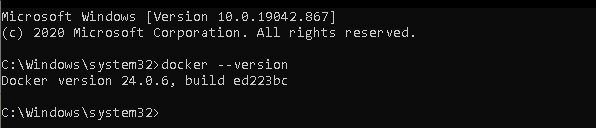 Microsoft Windows [Version 10.0.19042.867]
(c) 2020 Microsoft Corporation. All rights reserved.
C:\Windows\system32>docker --version
Docker version 24.0.6, build ed223bc
C:\Windows\system32>